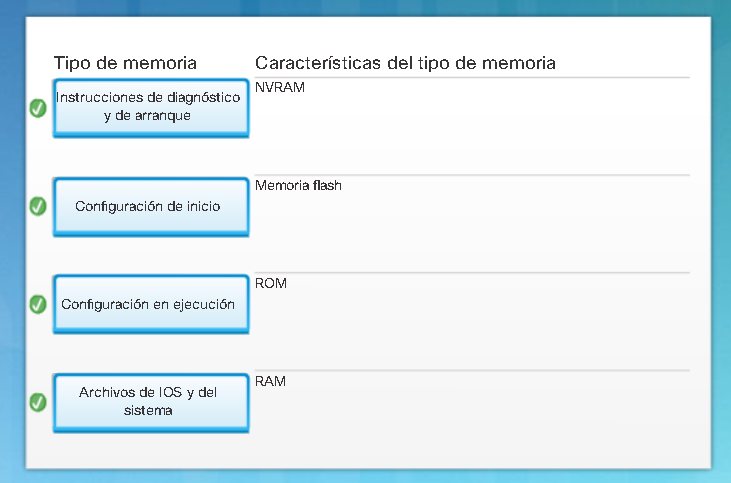 Tipo de memoria
Características del tipo de memoria
Instrucciones de diagnóstico
y de arranque
NVRAM
Configuración de inicio
Memoria flash
Configuración en ejecución
ROM
Archivos de IOS y del
sistema
RAM